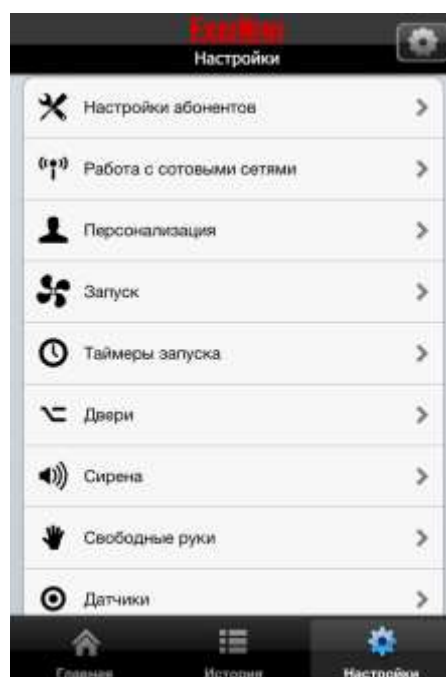 Настройки
Настройки абонентов
Работа с сотовыми сетями
Персонализация
Запуск
Таймеры запуска
Двери
Сирена
Свободные руки
Датчики
Главная
История
Настройки